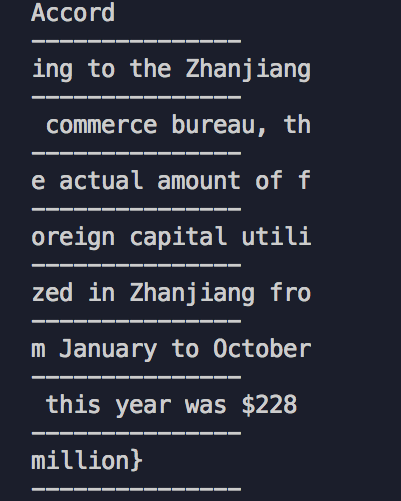 Accord
---------------
ing to the Zhanjiang
---------------
 commerce bureau, th
---------------
e actual amount of f
---------------
oreign capital utili
---------------
zed in Zhanjiang fro
---------------
m January to October
---------------
 this year was $228
---------------
million}
---------------